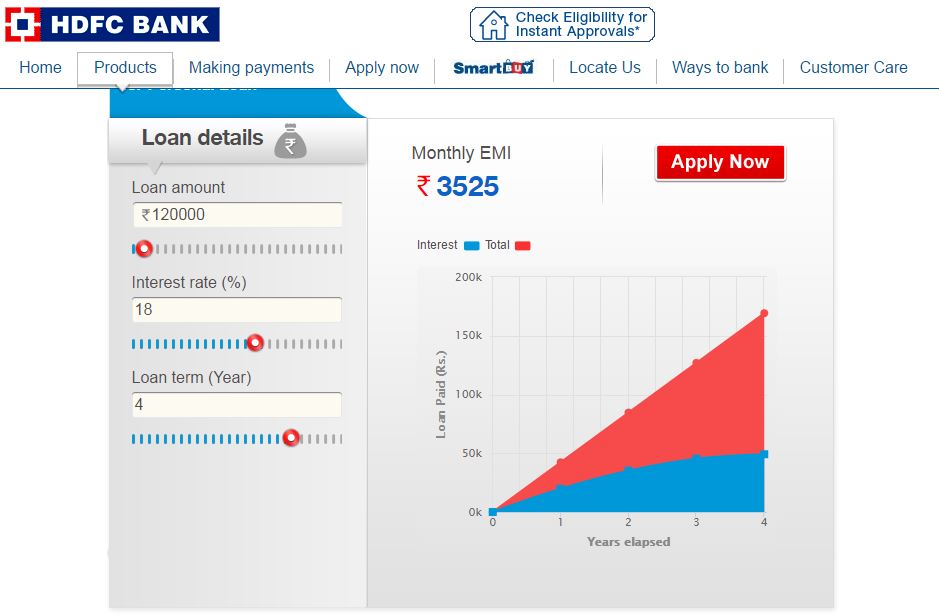 HDFC BANK
Check Eligibility for
Instant Approvals*
Home Products Making payments Apply now SmartBUY Locate Us Ways to bank Customer Care
Loan details ₹
Monthly EMI
₹ 3525
Apply Now
Loan amount
₹120000
Interest rate (%)
18
Loan term (Year)
4
Interest Total
200k
150k
100k
50k
0k
Loan Paid (Rs.)
0 1 2 3 4
Years elapsed